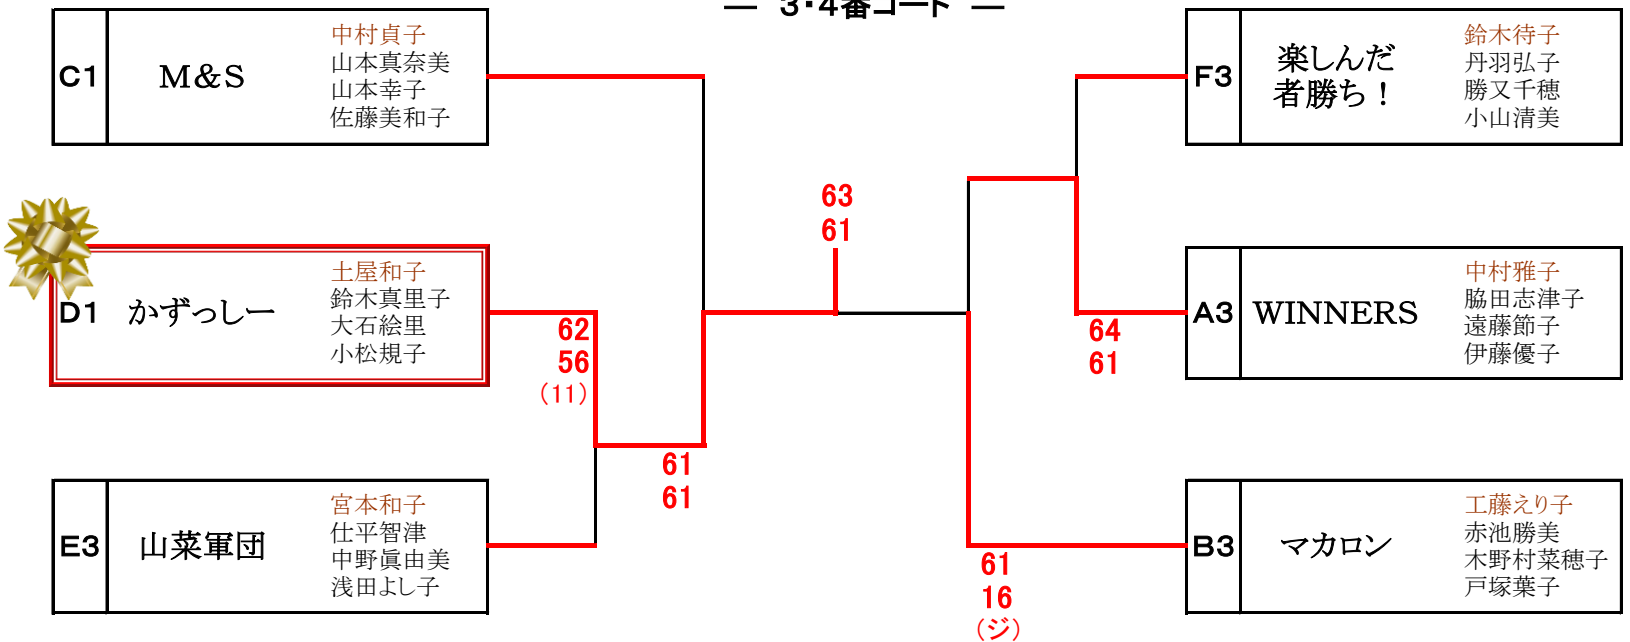 ― 3・4番コート ―
C1
M&S
中村貞子
山本真奈美
山本幸子
佐藤美和子
D1
かずっしー
土屋和子
鈴木真里子
大石絵里
小松規子
E3
山菜軍団
宮本和子
仕平智津
中野眞由美
浅田よし子
62
56
(11)
61
61
63
61
64
61
61
16
(ジ)
F3
楽しんだ
者勝ち！
鈴木待子
丹羽弘子
勝又千穂
小山清美
A3
WINNERS
中村雅子
脇田志津子
遠藤節子
伊藤優子
B3
マカロン
工藤えり子
赤池勝美
木野村菜穂子
戸塚葉子